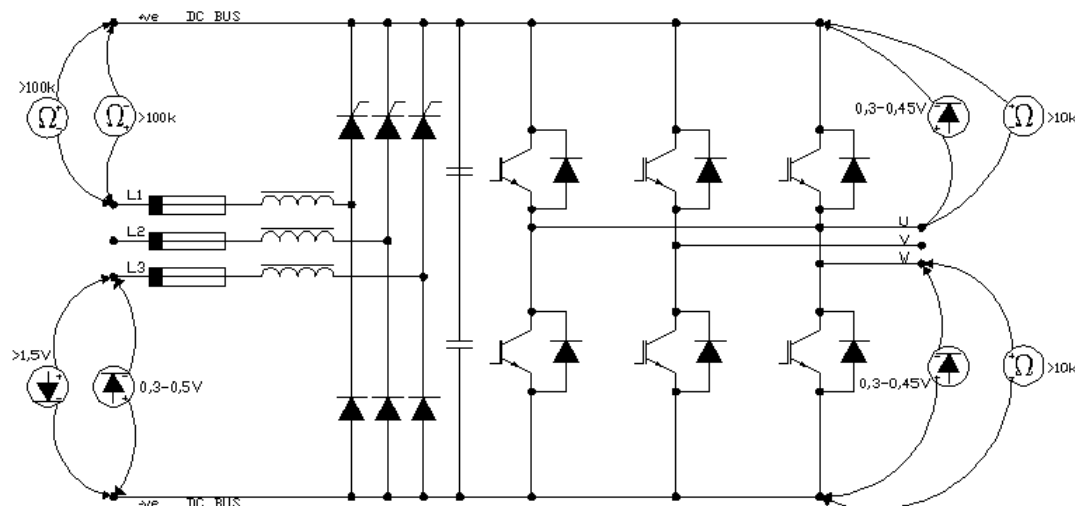 +ve DC BUS
>100k
Ω
+
-
Ω
-
+
>100k
0,3-0,45V
-
+
+
-
Ω
>10k
L1
L2
L3
U
V
W
>1,5V
+
-
-
+
0,3-0,5V
0,3-0,45V
-
+
+
-
Ω
>10k
+ve DC BUS